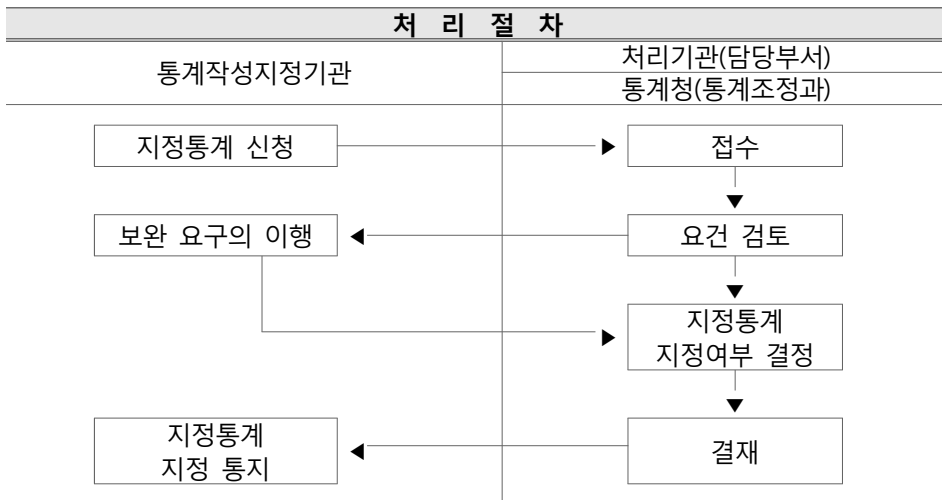 처 리 절 차
통계작성지정기관
처리기관(담당부서)
통계청(통계조정과)
지정통계 신청
접수
보완 요구의 이행
요건 검토
지정통계
지정여부 결정
지정통계
지정 통지
결재